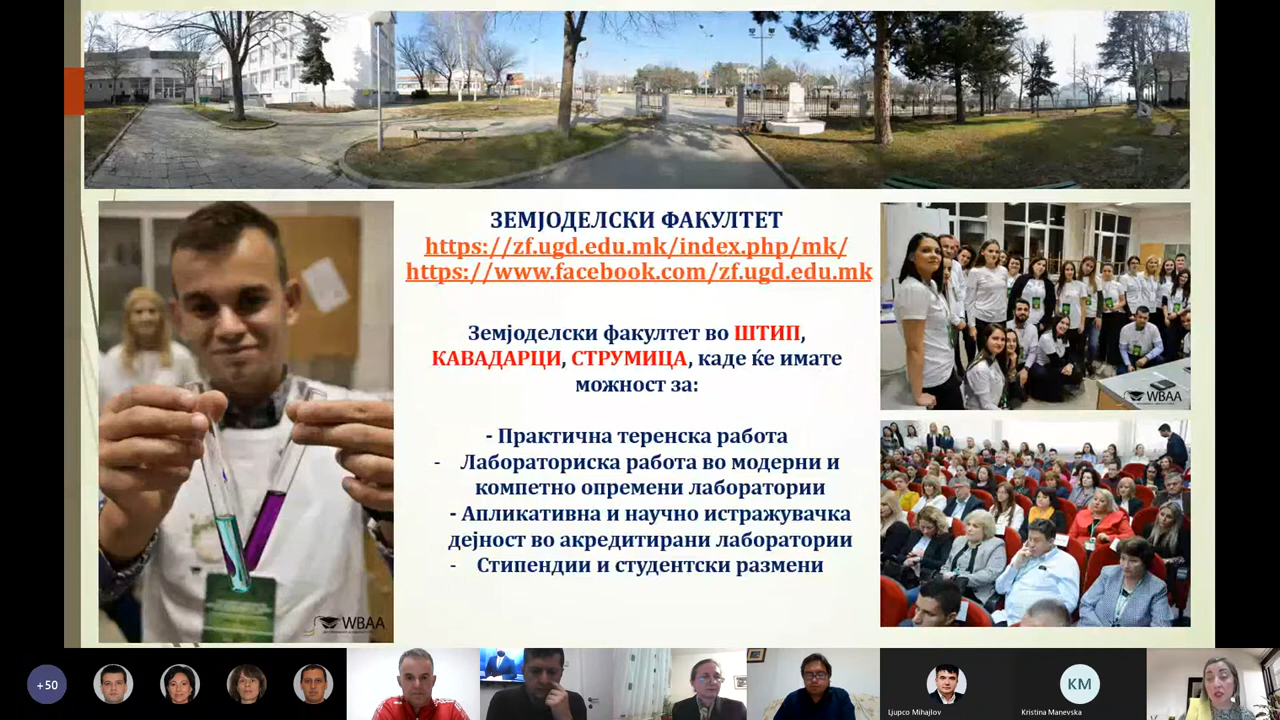 ЗЕМЈОДЕЛСКИ ФАКУЛТЕТ
https://zf.ugd.edu.mk/index.php/mk/
https://www.facebook.com/zf.ugd.edu.mk
Земјоделски факултет во ШТИП,
КАВАДАРЦИ, СТРУМИЦА, каде ќе имате
можност за:
- Практична теренска работа
- Лабораториска работа во модерни и
компетно опремени лаборатории
- Апликативна и научно истражувачка
дејност во акредитирани лаборатории
- Стипендии и студентски размени
WBAA
WBAA
+50
Ljupco Mihajlov
KM
Kristina Manevska